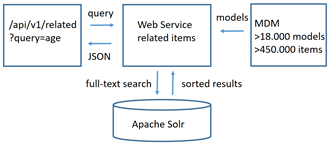 /api/v1/related
?query=age
query
JSON
Web Service
related items
models
MDM
>18.000 models
>450.000 items
full-text search
sorted results
Apache Solr